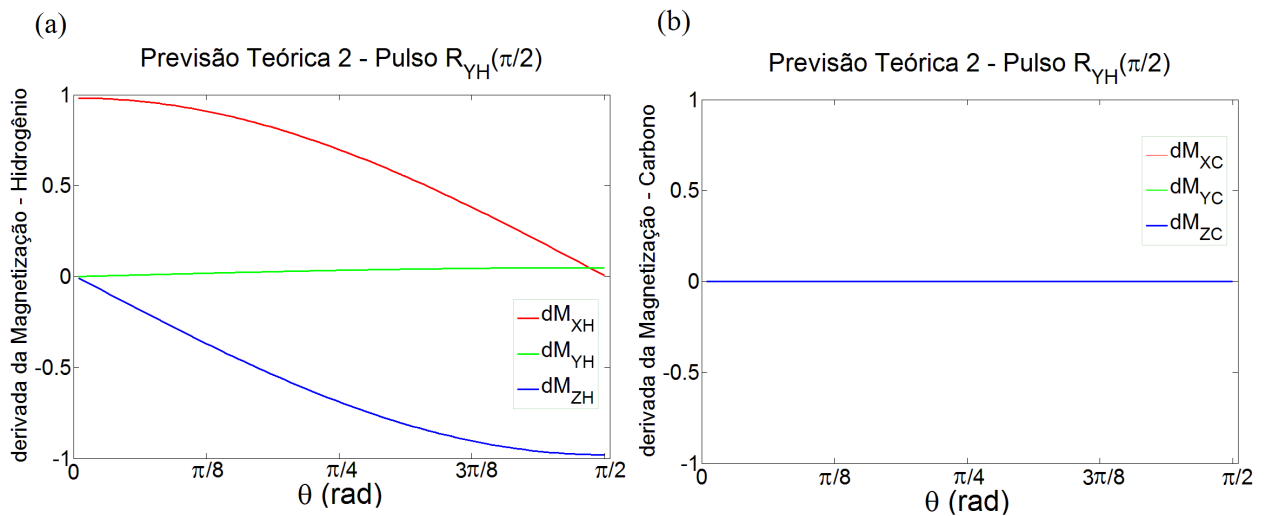 (a)
Previsão Teórica 2 - Pulso R_YH(π/2)
derivada da Magnetização - Hidrogênio
1
0.5
0
-0.5
-1
dM_XH
dM_YH
dM_ZH
0 π/8 π/4 3π/8 π/2
θ (rad)
(b)
Previsão Teórica 2 - Pulso R_YH(π/2)
derivada da Magnetização - Carbono
1
0.5
0
-0.5
-1
dM_XC
dM_YC
dM_ZC
0 π/8 π/4 3π/8 π/2
θ (rad)